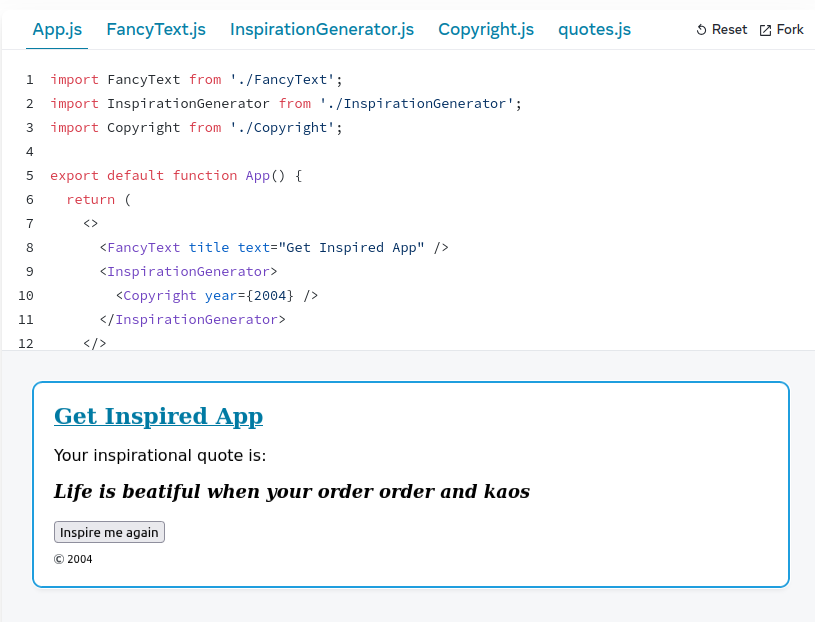 App.js FancyText.js InspirationGenerator.js Copyright.js quotes.js Reset Fork
1 import FancyText from './FancyText';
2 import InspirationGenerator from './InspirationGenerator';
3 import Copyright from './Copyright';
4
5 export default function App() {
6   return (
7     <>
8       <FancyText title text="Get Inspired App" />
9       <InspirationGenerator>
10         <Copyright year={2004} />
11       </InspirationGenerator>
12     </>
Get Inspired App
Your inspirational quote is:
Life is beatiful when your order order and kaos
Inspire me again
© 2004